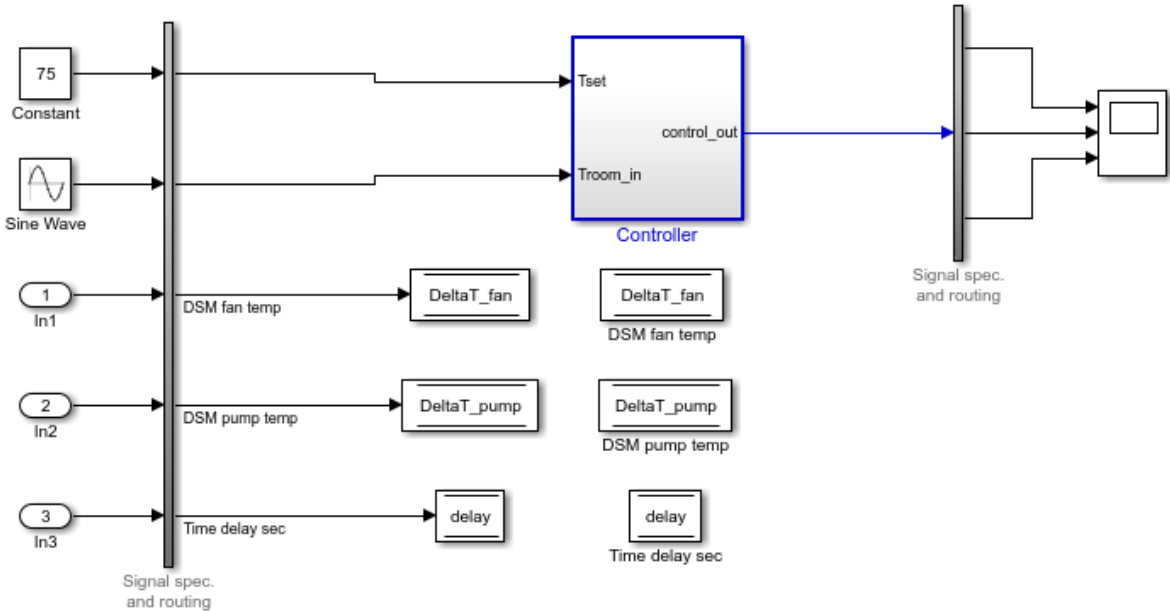 75
Constant
Sine Wave
1
In1
2
In2
3
In3
DSM fan temp
DSM pump temp
Time delay sec
Signal spec.
and routing
DeltaT_fan
DeltaT_pump
delay
Tset
Troom_in
control_out
Controller
DeltaT_fan
DSM fan temp
DeltaT_pump
DSM pump temp
delay
Time delay sec
Signal spec.
and routing